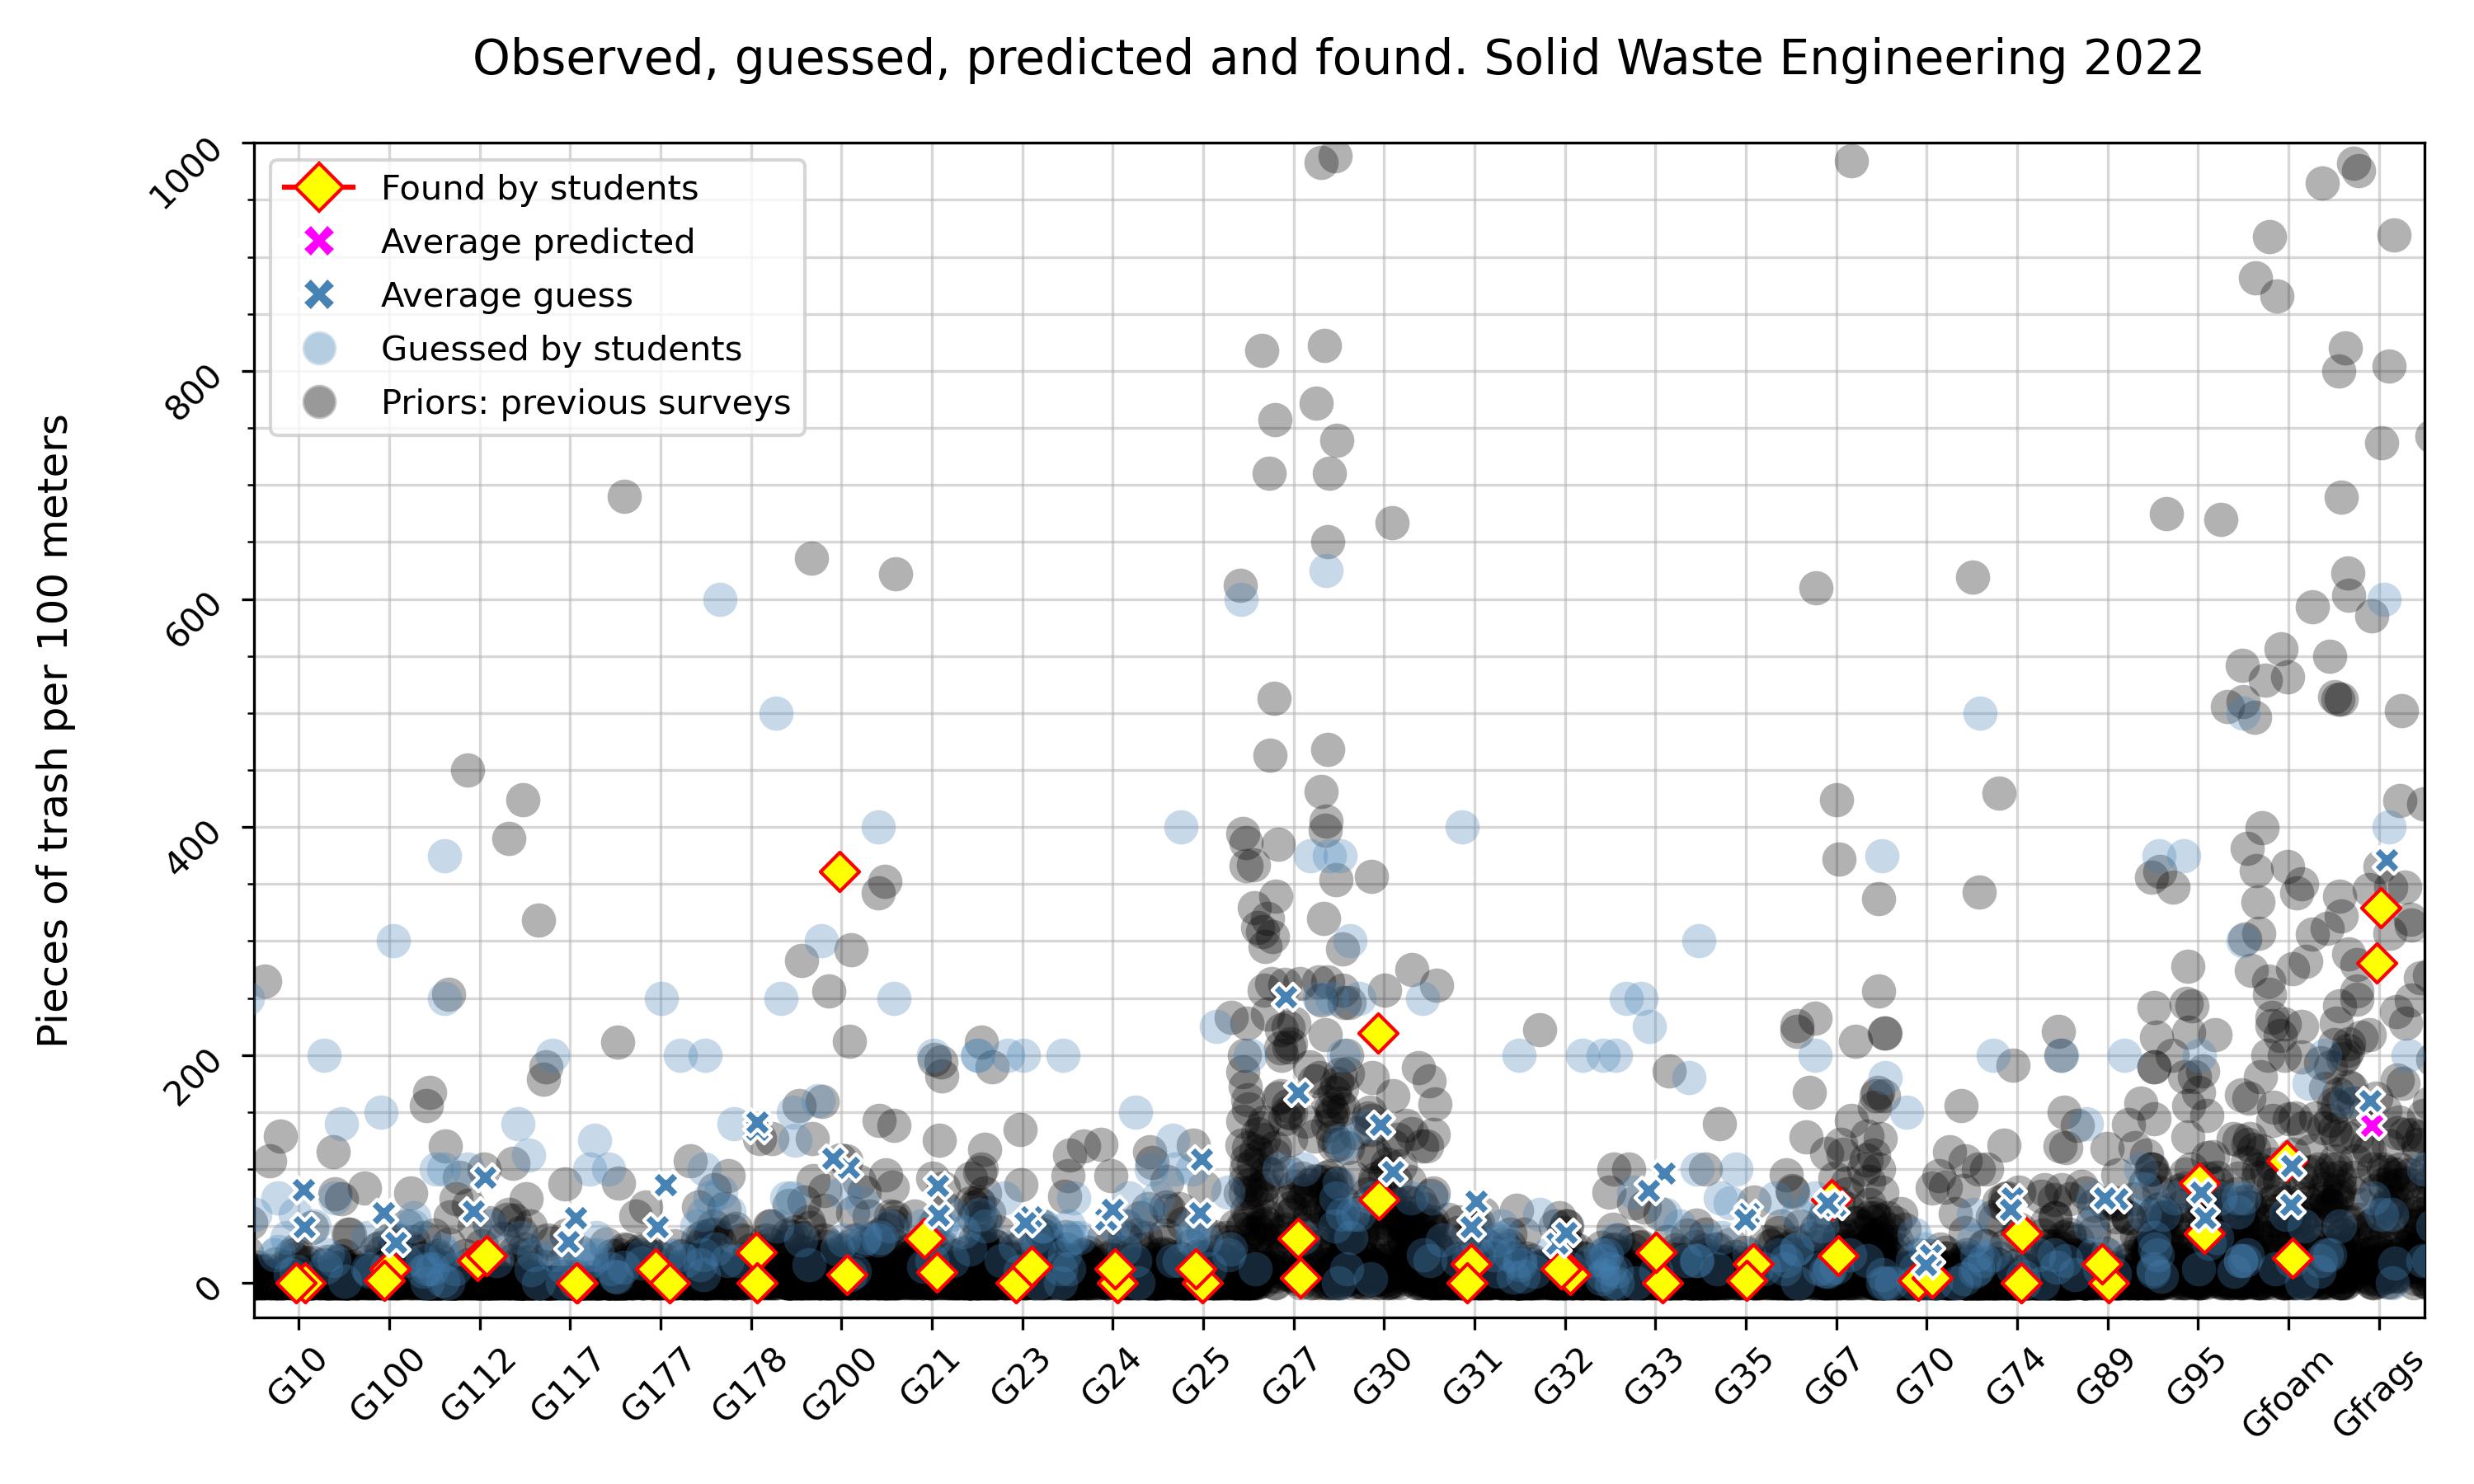 Observed, guessed, predicted and found. Solid Waste Engineering 2022
Pieces of trash per 100 meters
1000
800
600
400
200
0
Found by students
Average predicted
Average guess
Guessed by students
Priors: previous surveys
G10
G100
G112
G117
G177
G178
G200
G21
G23
G24
G25
G27
G30
G31
G32
G33
G35
G67
G70
G74
G89
G95
Gfoam
Gfrags